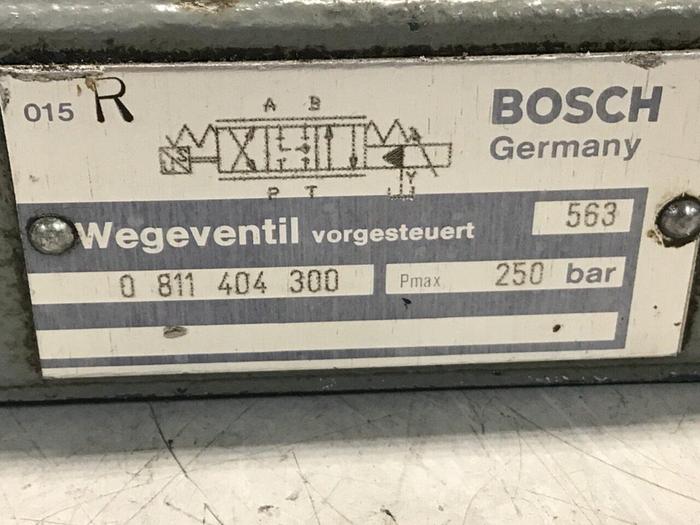 015 R
A B
BOSCH
Germany
P T
Y
Wegeventil vorgesteuert
563
0 811 404 300
Pmax 250 bar